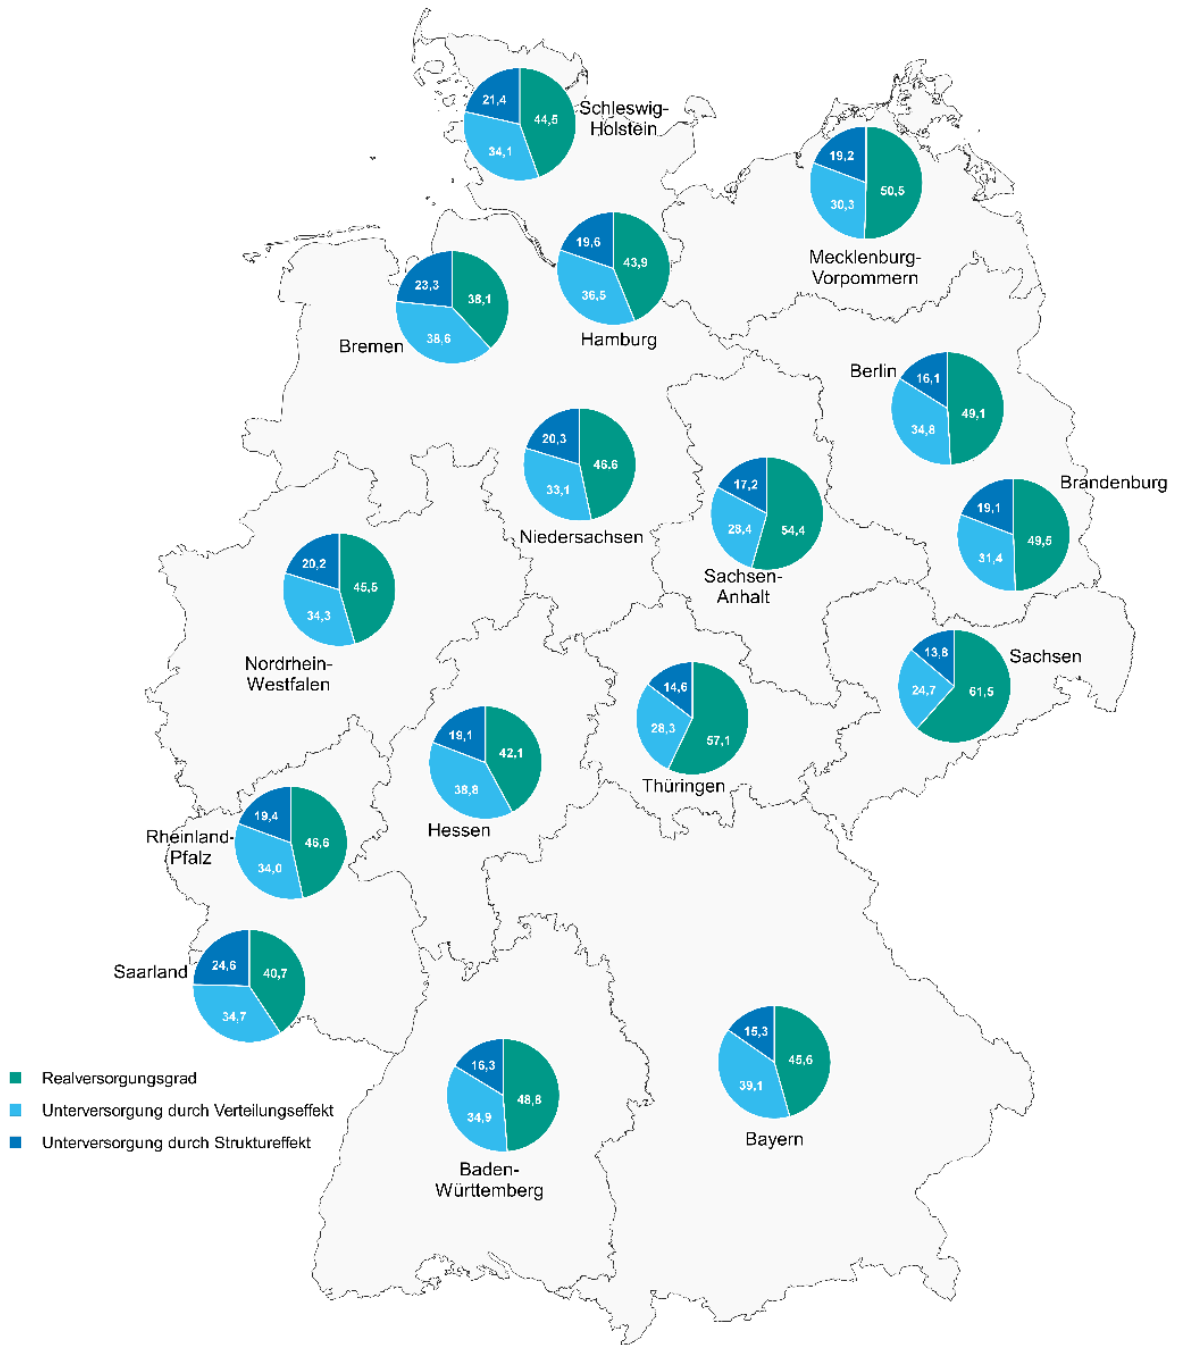 21,4
44,5
34,1
Schleswig-
Holstein
19,2
50,5
30,3
Mecklenburg-
Vorpommern
19,6
43,9
36,5
Hamburg
23,3
38,1
38,6
Bremen
Berlin
16,1
49,1
34,8
20,3
46.6
33,1
Niedersachsen
17,2
54,4
28,4
Sachsen-
Anhalt
Brandenburg
19,1
49,5
31,4
20,2
45,5
34,3
Nordrhein-
Westfalen
13,8
61,5
24,7
Sachsen
14,6
57,1
28,3
Thüringen
19,1
42,1
38,8
Hessen
19,4
46,6
34,0
Rheinland-
Pfalz
24,6
40,7
34,7
Saarland
15,3
45,6
39,1
Bayern
16,3
48,8
34,9
Baden-
Württemberg
Realversorgungsgrad
Unterversorgung durch Verteilungseffekt
Unterversorgung durch Struktureffekt